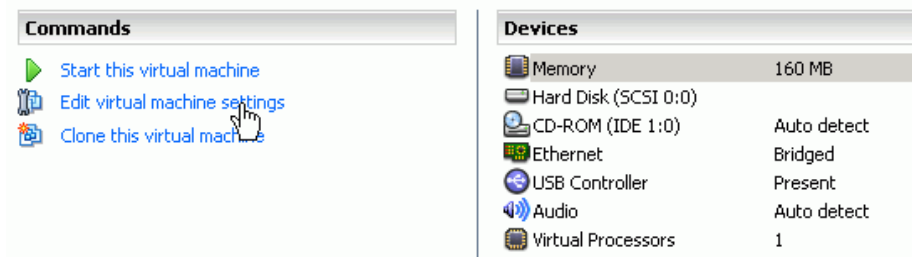 Commands
Start this virtual machine
Edit virtual machine settings
Clone this virtual machine
Devices
Memory 160 MB
Hard Disk (SCSI 0:0)
CD-ROM (IDE 1:0) Auto detect
Ethernet Bridged
USB Controller Present
Audio Auto detect
Virtual Processors 1